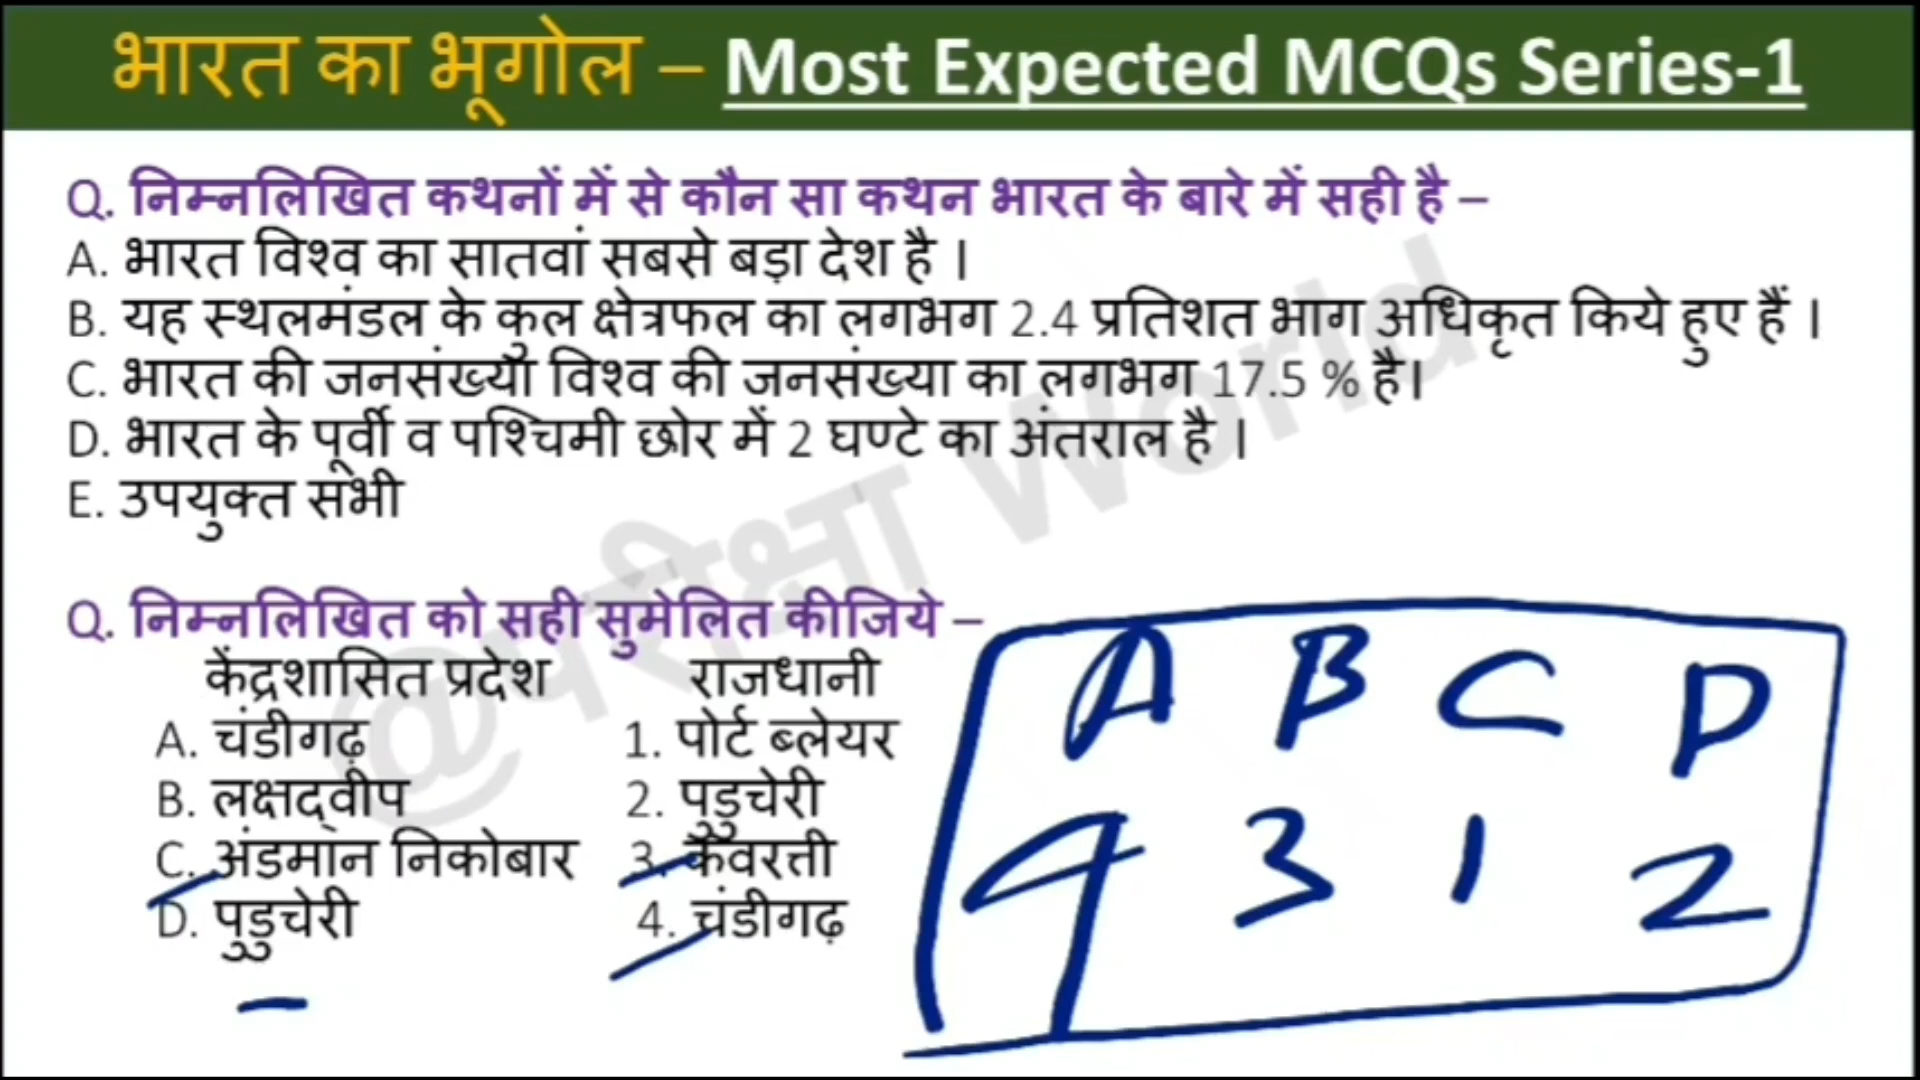 भारत का भूगोल – Most Expected MCQs Series-1
Q. निम्नलिखित कथनों में से कौन सा कथन भारत के बारे में सही है –
A. भारत विश्व का सातवां सबसे बड़ा देश है ।
B. यह स्थलमंडल के कुल क्षेत्रफल का लगभग 2.4 प्रतिशत भाग अधिकृत किये हुए हैं ।
C. भारत की जनसंख्या विश्व की जनसंख्या का लगभग 17.5 % है।
D. भारत के पूर्वी व पश्चिमी छोर में 2 घण्टे का अंतराल है ।
E. उपयुक्त सभी
@परीक्षा World
Q. निम्नलिखित को सही सुमेलित कीजिये –
केंद्रशासित प्रदेश राजधानी
A. चंडीगढ़ 1. पोर्ट ब्लेयर
B. लक्षद्वीप 2. पुडुचेरी
C. अंडमान निकोबार 3. कैवरत्ती
D. पुडुचेरी 4. चंडीगढ़
A B C D
4 3 1 2